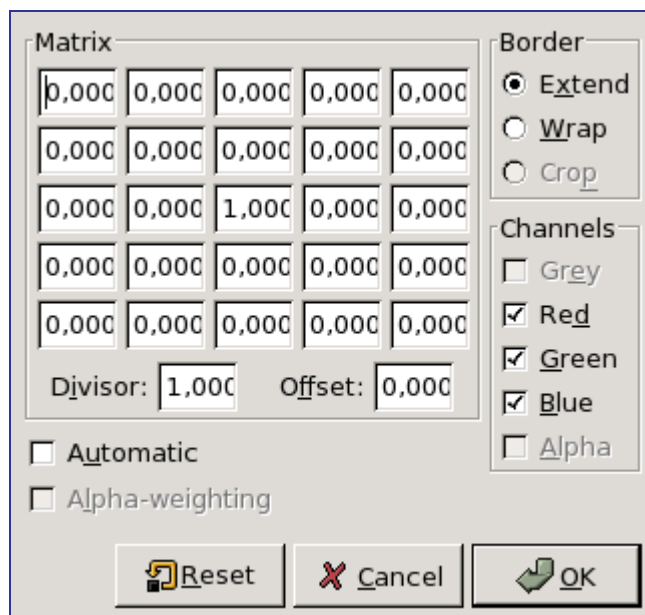 Matrix
0,000 0,000 0,000 0,000 0,000
0,000 0,000 0,000 0,000 0,000
0,000 0,000 1,000 0,000 0,000
0,000 0,000 0,000 0,000 0,000
0,000 0,000 0,000 0,000 0,000
Divisor: 1,000 Offset: 0,000
Border
Extend
Wrap
Crop
Channels
Grey
Red
Green
Blue
Alpha
Automatic
Alpha-weighting
Reset Cancel OK